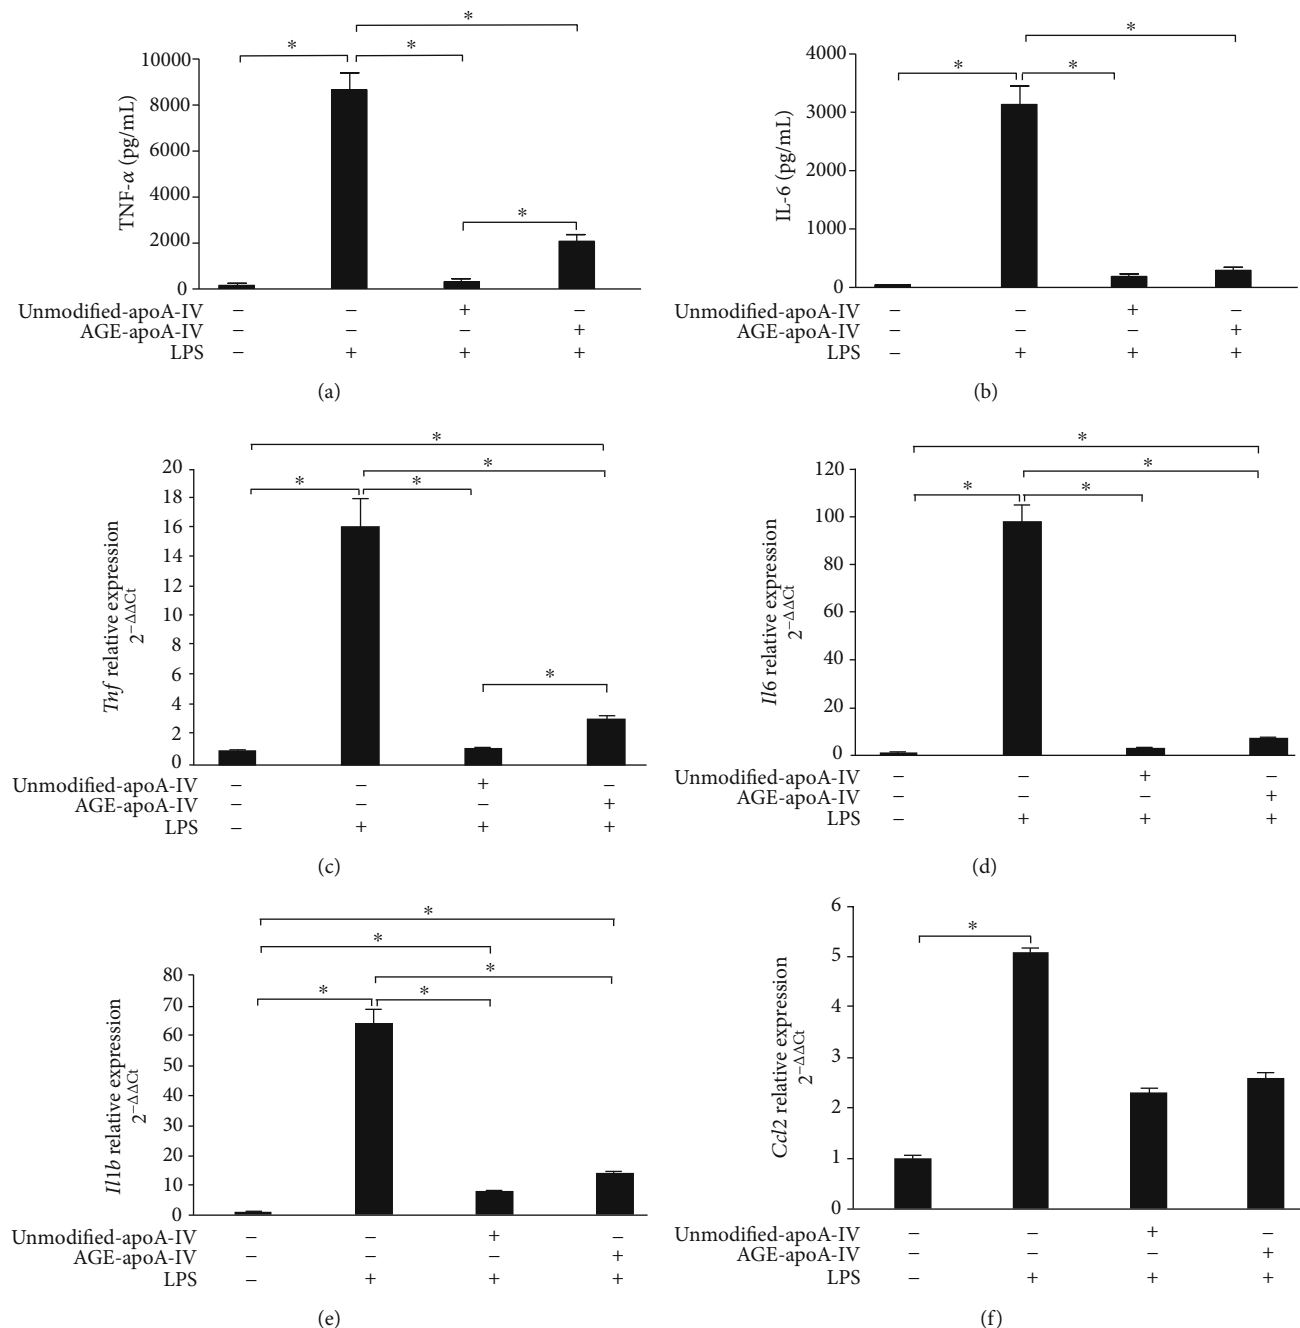 * * *
10000
8000
6000
4000
2000
0
TNF-α (pg/mL)
*
Unmodified-apoA-IV − − + −
AGE-apoA-IV − − − +
LPS − + + +
(a)
* * *
4000
3000
2000
1000
0
IL-6 (pg/mL)
Unmodified-apoA-IV − − + −
AGE-apoA-IV − − − +
LPS − + + +
(b)
*
*
* *
20
18
16
14
12
10
8
6
4
2
0
Tnf relative expression
2−ΔΔCt
*
Unmodified-apoA-IV − − + −
AGE-apoA-IV − − − +
LPS − + + +
(c)
*
*
* *
120
100
80
60
40
20
0
Il6 relative expression
2−ΔΔCt
Unmodified-apoA-IV − − + −
AGE-apoA-IV − − − +
LPS − + + +
(d)
*
*
*
* *
80
70
60
50
40
30
20
10
0
Il1b relative expression
2−ΔΔCt
Unmodified-apoA-IV − − + −
AGE-apoA-IV − − − +
LPS − + + +
(e)
*
6
5
4
3
2
1
0
Ccl2 relative expression
2−ΔΔCt
Unmodified-apoA-IV − − + −
AGE-apoA-IV − − − +
LPS − + + +
(f)